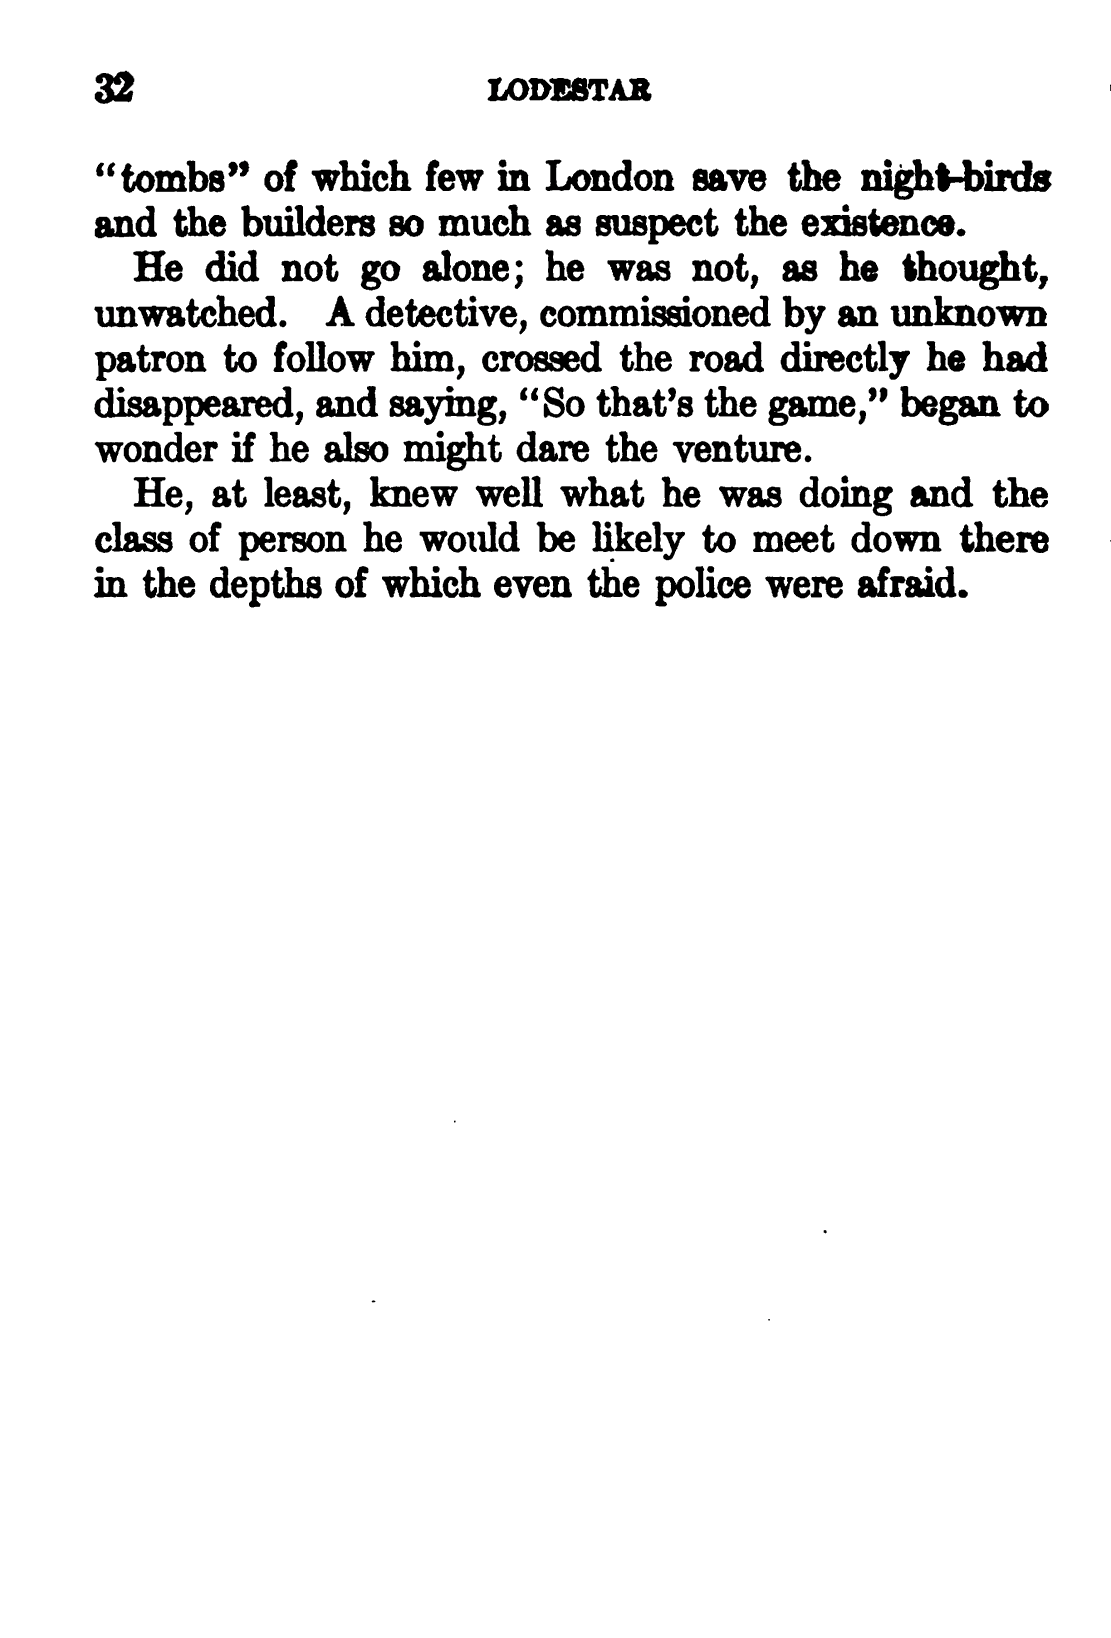 32 LODESTAR
“tombs” of which few in London save the night-birds
and the builders so much as suspect the existence.
He did not go alone; he was not, as he thought,
unwatched. A detective, commissioned by an unknown
patron to follow him, crossed the road directly he had
disappeared, and saying, “So that’s the game,” began to
wonder if he also might dare the venture.
He, at least, knew well what he was doing and the
class of person he would be likely to meet down there
in the depths of which even the police were afraid.